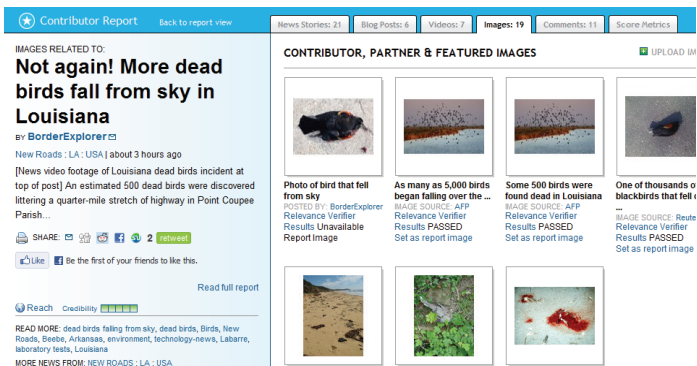 Contributor Report
Back to report view
News Stories: 21
Blog Posts: 6
Videos: 7
Images: 19
Comments: 11
Score Metrics
IMAGES RELATED TO:
Not again! More dead
birds fall from sky in
Louisiana
BY BorderExplorer
New Roads : LA : USA | about 3 hours ago
[News video footage of Louisiana dead birds incident at
top of post] An estimated 500 dead birds were discovered
littering a quarter-mile stretch of highway in Point Coupee
Parish...
SHARE:
2 retweet
Like
Be the first of your friends to like this.
Read full report
Reach Credibility
READ MORE: dead birds falling from sky, dead birds, Birds, New
Roads, Beebe, Arkansas, environment, technology-news, Labarre,
laboratory tests, Louisiana
MORE NEWS FROM: NEW ROADS : LA : USA
CONTRIBUTOR, PARTNER & FEATURED IMAGES
UPLOAD IM
Photo of bird that fell
from sky
POSTED BY: BorderExplorer
Relevance Verifier
Results Unavailable
Report Image
As many as 5,000 birds
began falling over the ...
IMAGE SOURCE: AFP
Relevance Verifier
Results PASSED
Set as report image
Some 500 birds were
found dead in Louisiana
IMAGE SOURCE: AFP
Relevance Verifier
Results PASSED
Set as report image
One of thousands o
blackbirds that fell o
...
IMAGE SOURCE: Reute
Relevance Verifier
Results PASSED
Set as report image